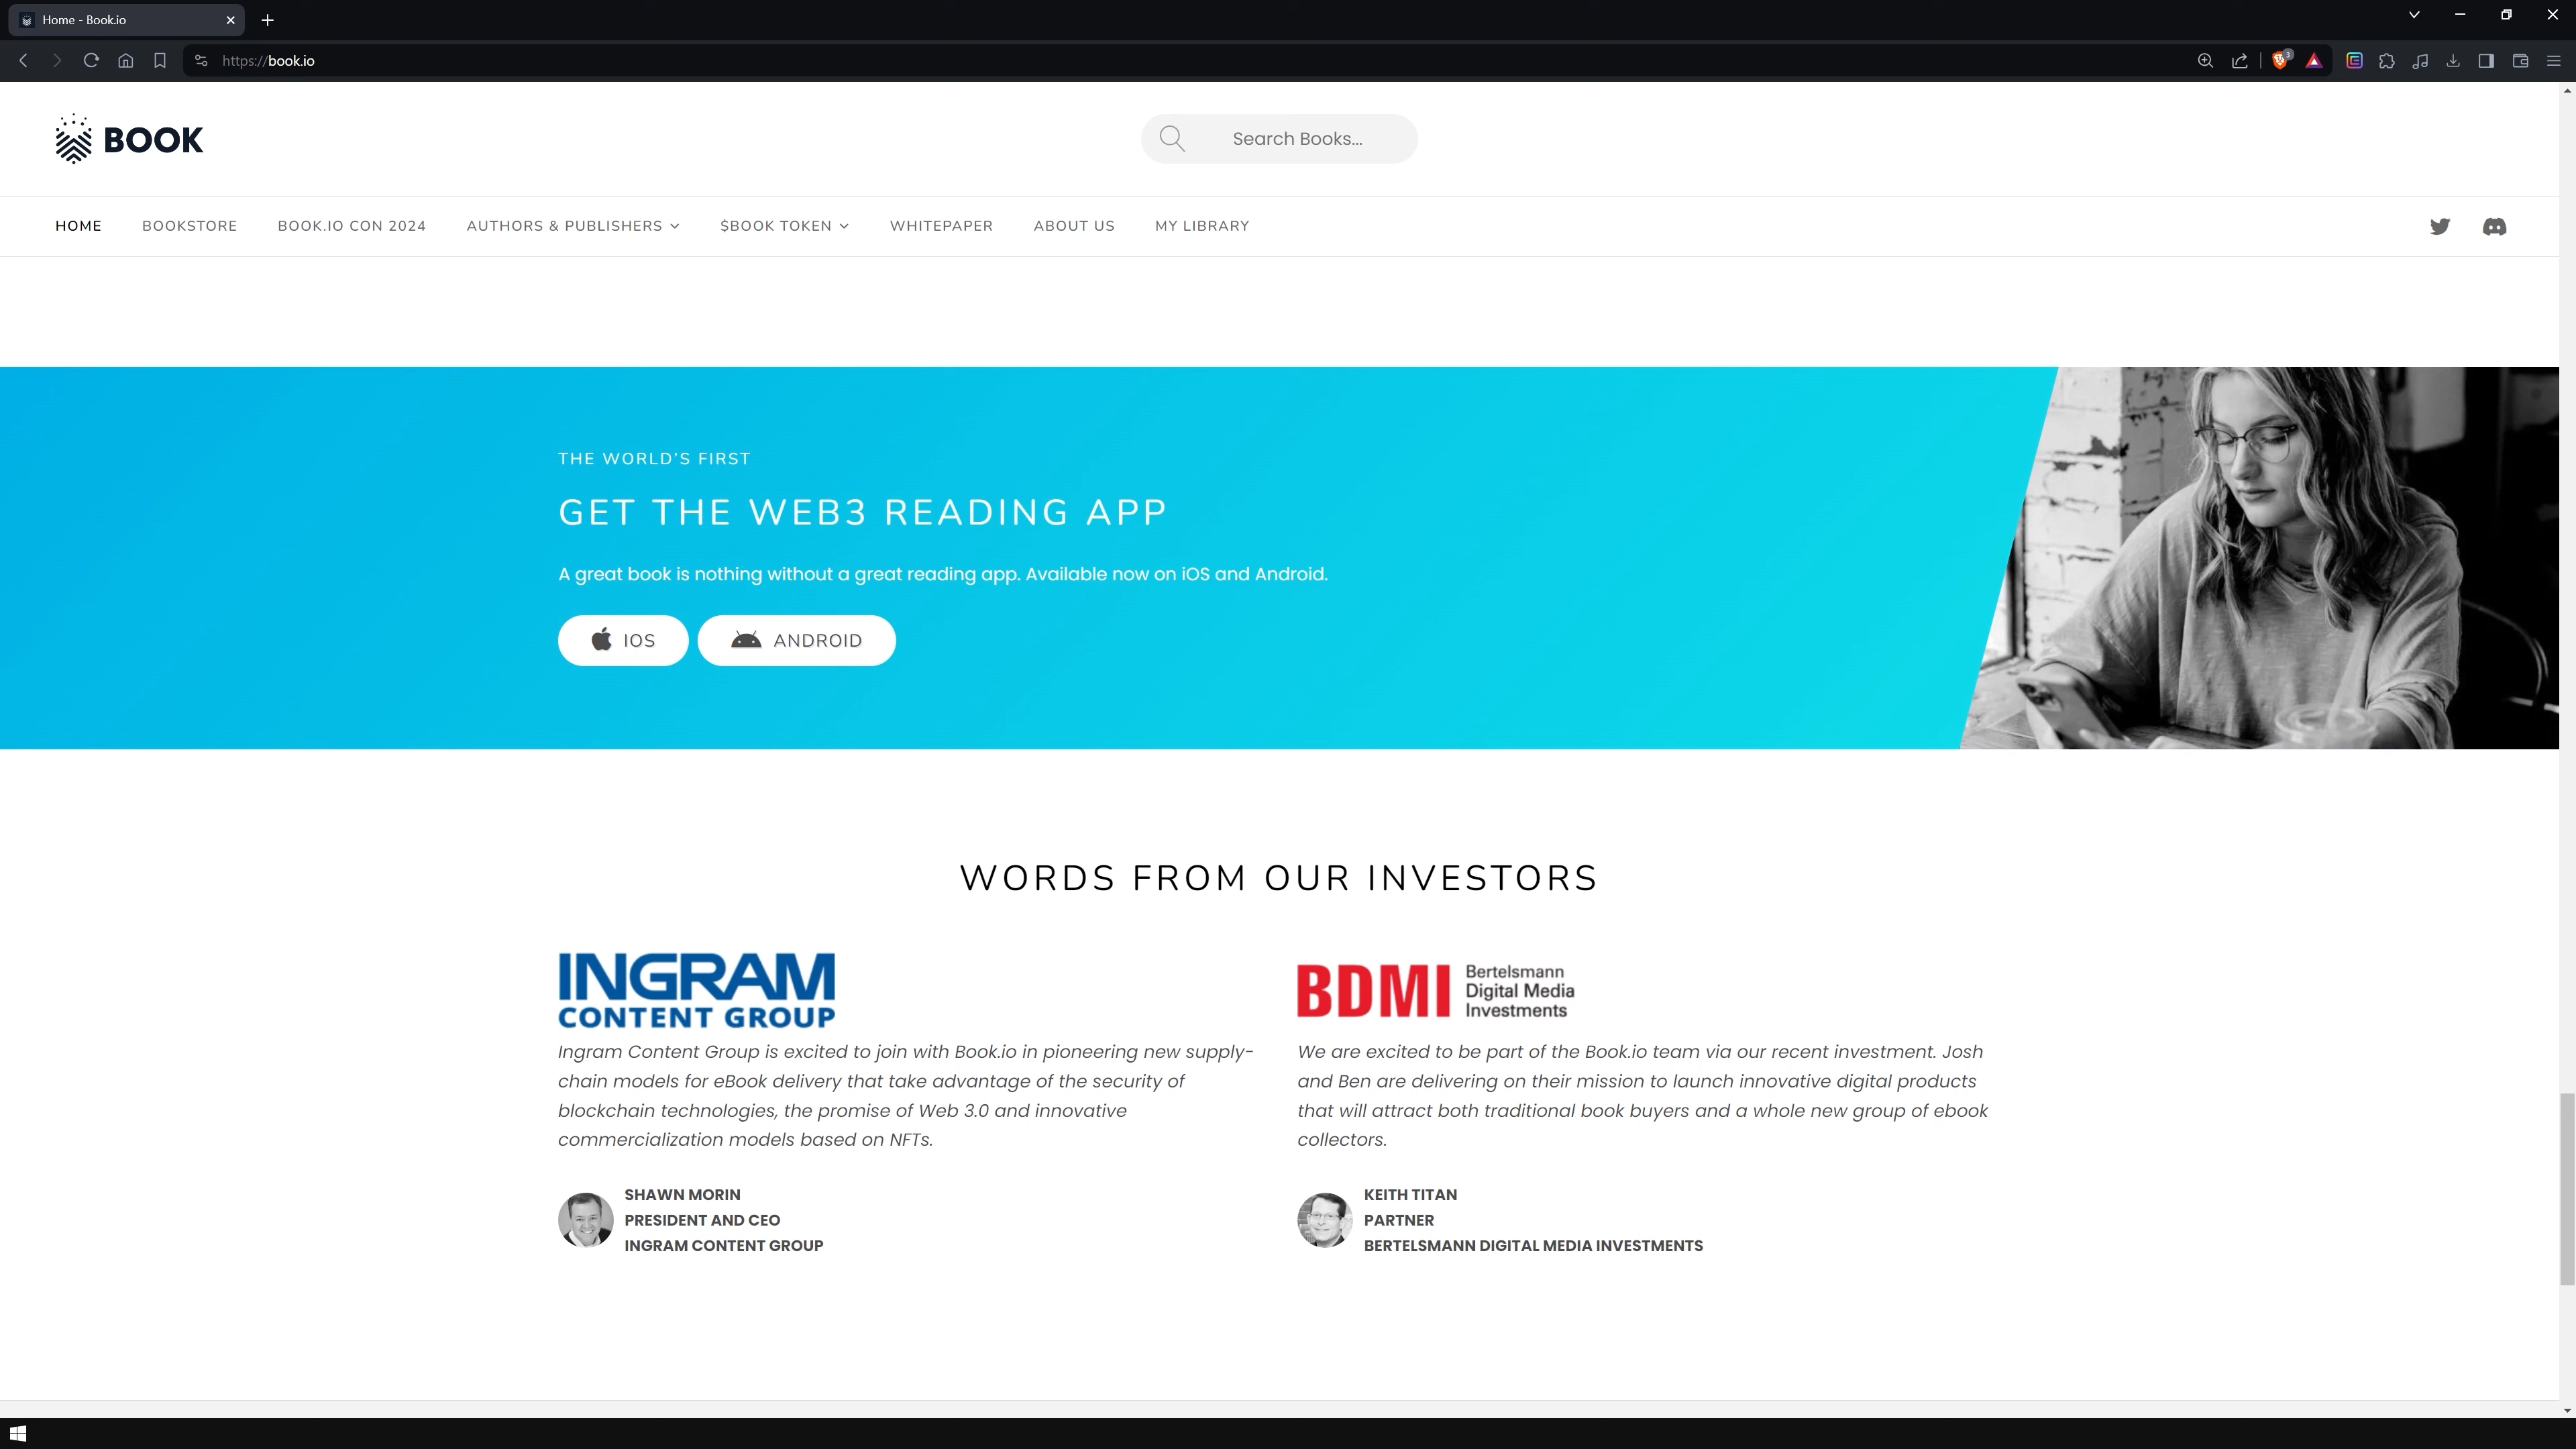 Home - Book.io
https://book.io
3
BOOK
Search Books...
HOME
BOOKSTORE
BOOK.IO CON 2024
AUTHORS & PUBLISHERS
$BOOK TOKEN
WHITEPAPER
ABOUT US
MY LIBRARY
THE WORLD'S FIRST
GET THE WEB3 READING APP
A great book is nothing without a great reading app. Available now on iOS and Android.
IOS
ANDROID
WORDS FROM OUR INVESTORS
INGRAM
CONTENT GROUP
Ingram Content Group is excited to join with Book.io in pioneering new supply-
chain models for eBook delivery that take advantage of the security of
blockchain technologies, the promise of Web 3.0 and innovative
commercialization models based on NFTs.
SHAWN MORIN
PRESIDENT AND CEO
INGRAM CONTENT GROUP
BDMI
Bertelsmann
Digital Media
Investments
We are excited to be part of the Book.io team via our recent investment. Josh
and Ben are delivering on their mission to launch innovative digital products
that will attract both traditional book buyers and a whole new group of ebook
collectors.
KEITH TITAN
PARTNER
BERTELSMANN DIGITAL MEDIA INVESTMENTS